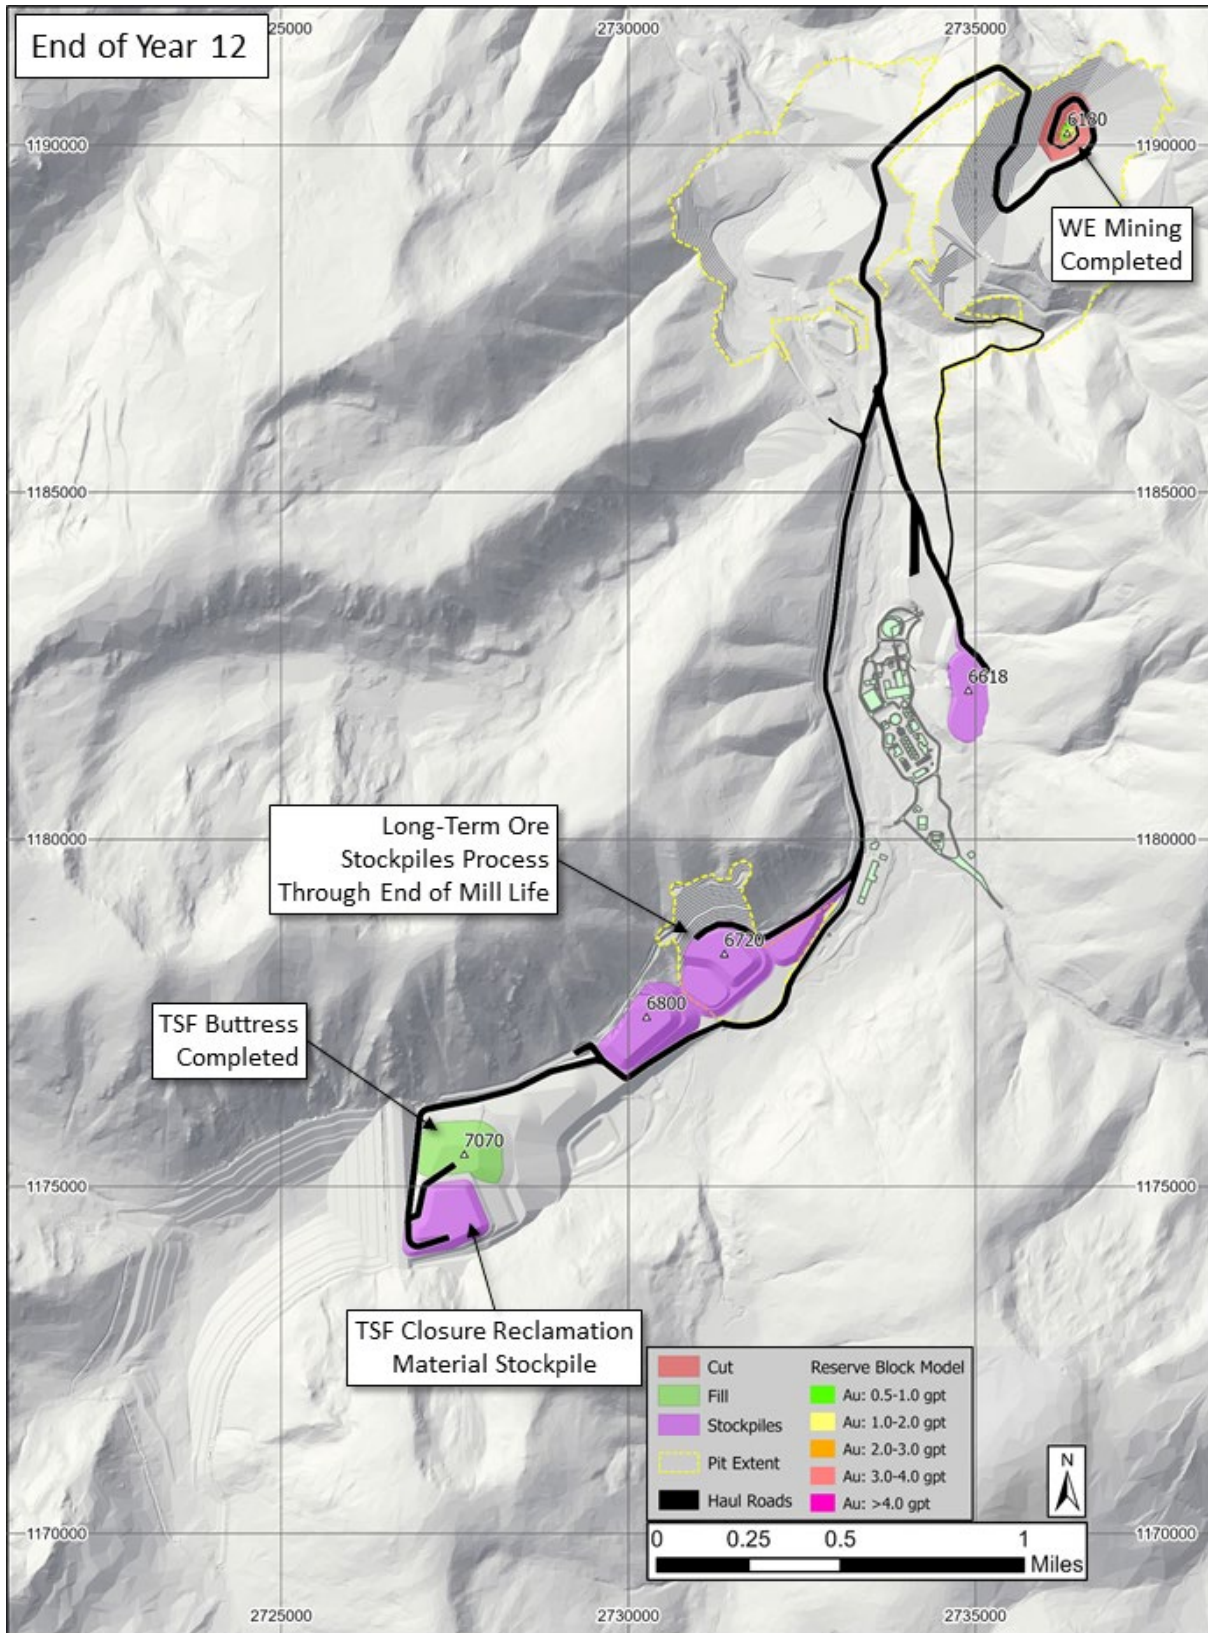 End of Year 12
25000
2730000
2735000
1190000
1190000
6180
WE Mining
Completed
1185000
1185000
6618
1180000
1180000
Long-Term Ore
Stockpiles Process
Through End of Mill Life
6720
6800
TSF Buttress
Completed
7070
1175000
1175000
TSF Closure Reclamation
Material Stockpile
Cut
Fill
Stockpiles
Pit Extent
Haul Roads
Reserve Block Model
Au: 0.5-1.0 gpt
Au: 1.0-2.0 gpt
Au: 2.0-3.0 gpt
Au: 3.0-4.0 gpt
Au: >4.0 gpt
N
0 0.25 0.5 1
Miles
1170000
1170000
2725000
2730000
2735000